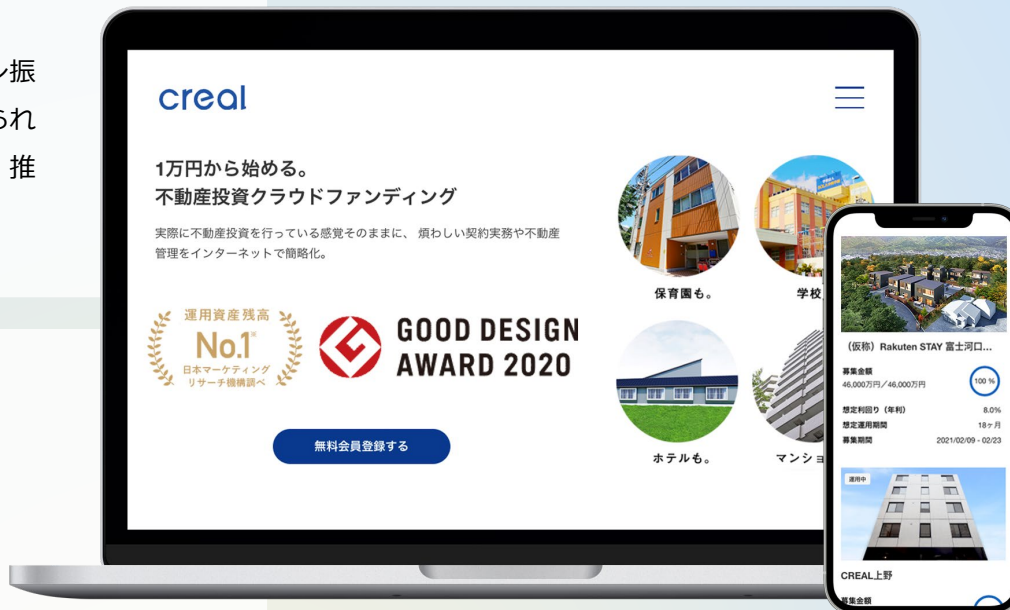 ン振
られ
推
creal
1万円から始める。
不動産投資クラウドファンディング
実際に不動産投資を行っている感覚そのままに、 煩わしい契約実務や不動産
管理をインターネットで簡略化。
運用資産残高
No.1※
日本マーケティング
リサーチ機構調べ
GOOD DESIGN
AWARD 2020
無料会員登録する
保育園も。
学校
ホテルも。
マンショ
(仮称)Rakuten STAY 富士河口...
募集金額
46,000万円/46,000万円
100 %
想定利回り(年利) 8.0%
想定運用期間 18ヶ月
募集期間 2021/02/09 - 02/23
運用中
CREAL上野
募集金額